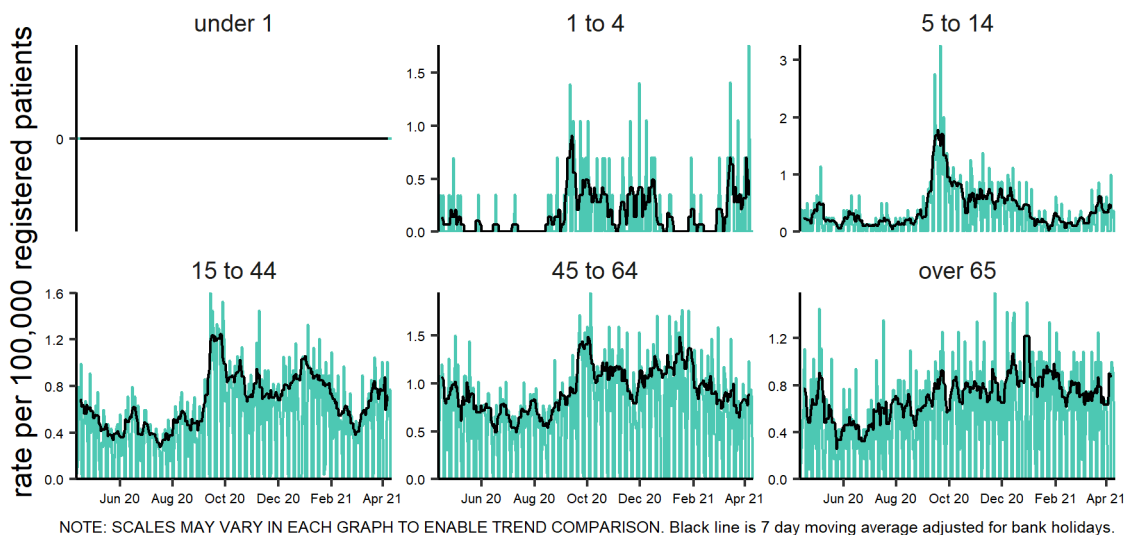 rate per 100,000 registered patients
under 1
0
1 to 4
1.5
1.0
0.5
0.0
5 to 14
3
2
1
0
15 to 44
1.6
1.2
0.8
0.4
0.0
Jun 20 Aug 20 Oct 20 Dec 20 Feb 21 Apr 21
45 to 64
1.5
1.0
0.5
0.0
Jun 20 Aug 20 Oct 20 Dec 20 Feb 21 Apr 21
over 65
1.2
0.8
0.4
0.0
Jun 20 Aug 20 Oct 20 Dec 20 Feb 21 Apr 21
NOTE: SCALES MAY VARY IN EACH GRAPH TO ENABLE TREND COMPARISON. Black line is 7 day moving average adjusted for bank holidays.